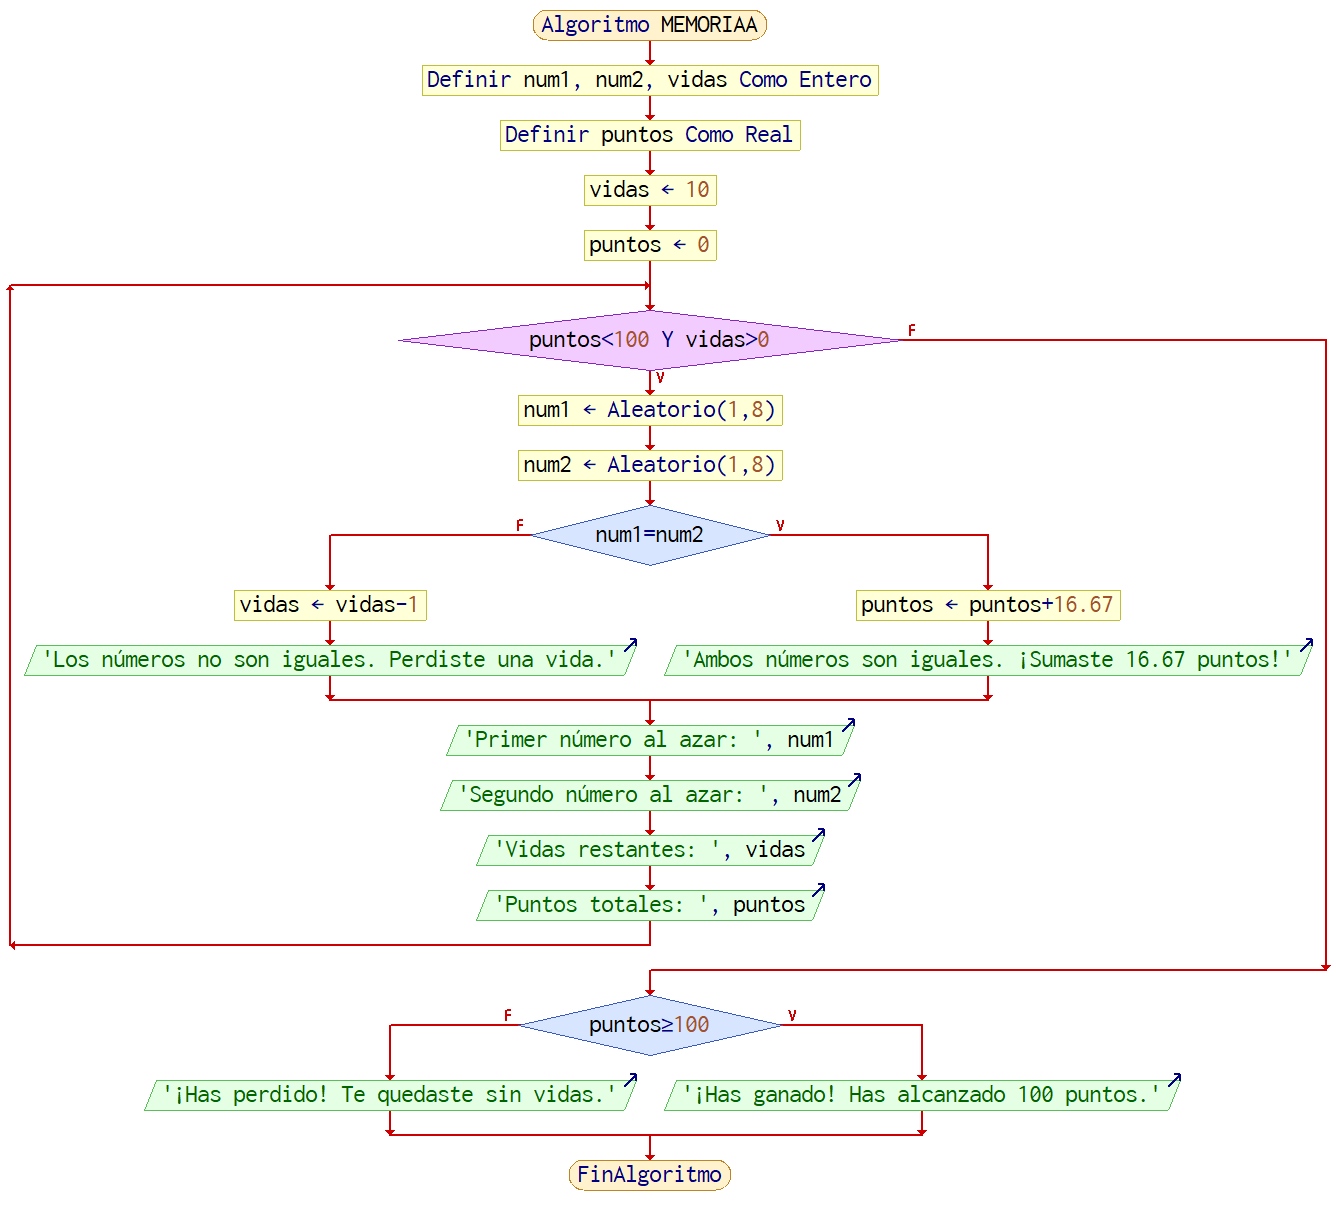 Algoritmo MEMORIAA
Definir num1, num2, vidas Como Entero
Definir puntos Como Real
vidas ← 10
puntos ← 0
puntos<100 Y vidas>0
F
V
num1 ← Aleatorio(1,8)
num2 ← Aleatorio(1,8)
F
num1=num2
V
vidas ← vidas-1
puntos ← puntos+16.67
'Los números no son iguales. Perdiste una vida.'
'Ambos números son iguales. ¡Sumaste 16.67 puntos!'
'Primer número al azar: ', num1
'Segundo número al azar: ', num2
'Vidas restantes: ', vidas
'Puntos totales: ', puntos
F
puntos≥100
V
'¡Has perdido! Te quedaste sin vidas.'
'¡Has ganado! Has alcanzado 100 puntos.'
FinAlgoritmo